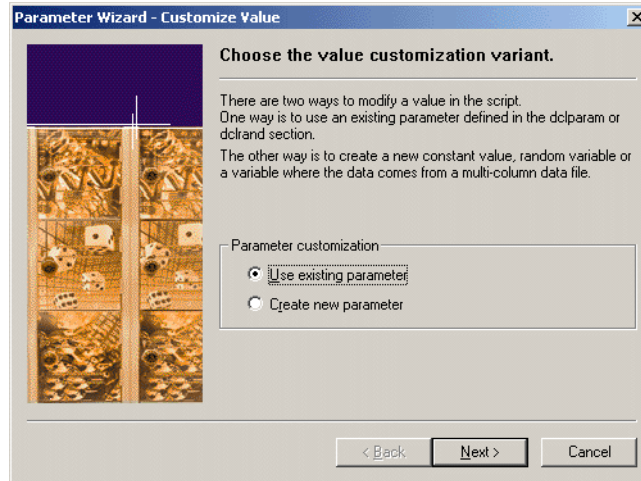 Parameter Wizard - Customize Value
Choose the value customization variant.
There are two ways to modify a value in the script.
One way is to use an existing parameter defined in the dclparam or
dclrand section.
The other way is to create a new constant value, random variable or
a variable where the data comes from a multi-column data file.
Parameter customization
Use existing parameter
Create new parameter
< Back
Next >
Cancel